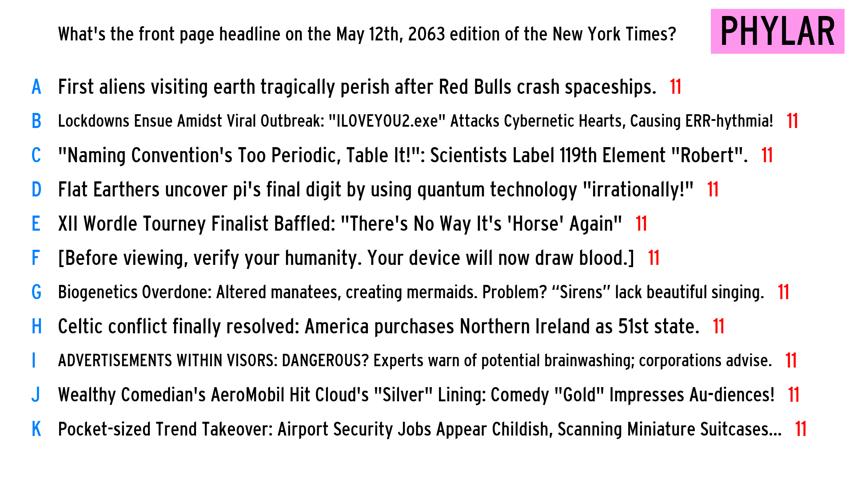 What's the front page headline on the May 12th, 2063 edition of the New York Times?
PHYLAR
A First aliens visiting earth tragically perish after Red Bulls crash spaceships. 11
B Lockdowns Ensue Amidst Viral Outbreak: "ILOVEYOU2.exe" Attacks Cybernetic Hearts, Causing ERR-hythmia! 11
C "Naming Convention's Too Periodic, Table It!": Scientists Label 119th Element "Robert". 11
D Flat Earthers uncover pi's final digit by using quantum technology "irrationally!" 11
E XII Wordle Tourney Finalist Baffled: "There's No Way It's 'Horse' Again" 11
F [Before viewing, verify your humanity. Your device will now draw blood.] 11
G Biogenetics Overdone: Altered manatees, creating mermaids. Problem? “Sirens” lack beautiful singing. 11
H Celtic conflict finally resolved: America purchases Northern Ireland as 51st state. 11
I ADVERTISEMENTS WITHIN VISORS: DANGEROUS? Experts warn of potential brainwashing; corporations advise. 11
J Wealthy Comedian's AeroMobil Hit Cloud's "Silver" Lining: Comedy "Gold" Impresses Au-diences! 11
K Pocket-sized Trend Takeover: Airport Security Jobs Appear Childish, Scanning Miniature Suitcases... 11